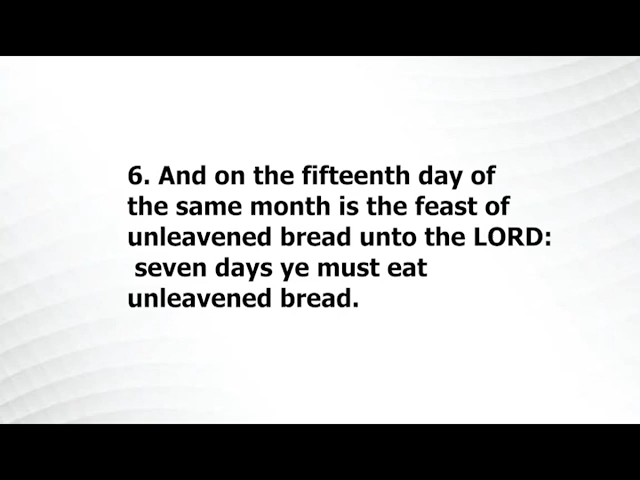 6. And on the fifteenth day of
the same month is the feast of
unleavened bread unto the LORD:
seven days ye must eat
unleavened bread.